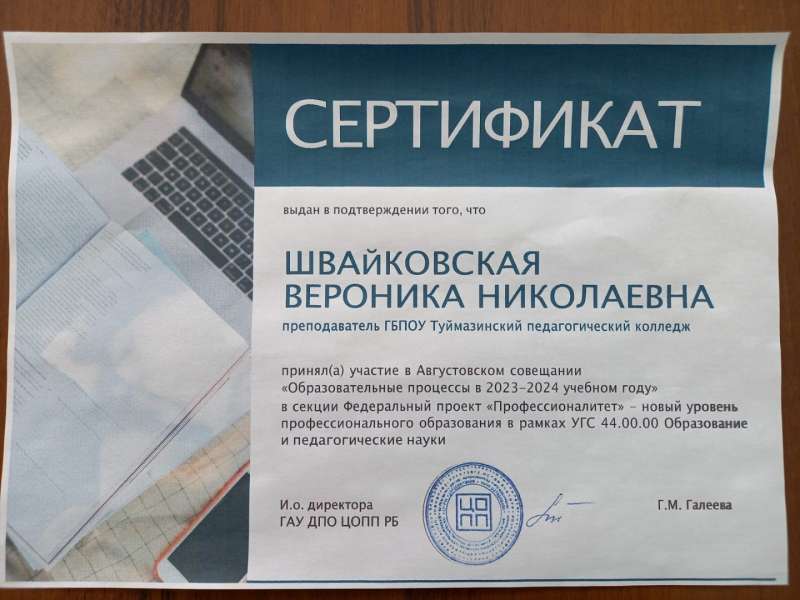 СЕРТИФИКАТ
выдан в подтверждении того, что
ШВАЙКОВСКАЯ
ВЕРОНИКА НИКОЛАЕВНА
преподаватель ГБПОУ Туймазинский педагогический колледж
принял(а) участие в Августовском совещании
«Образовательные процессы в 2023-2024 учебном году»
в секции Федеральный проект «Профессионалитет» – новый уровень
профессионального образования в рамках УГС 44.00.00 Образование
и педагогические науки
И.о. директора
ГАУ ДПО ЦОПП РБ
ЦО
ПП
Г.М. Галеева